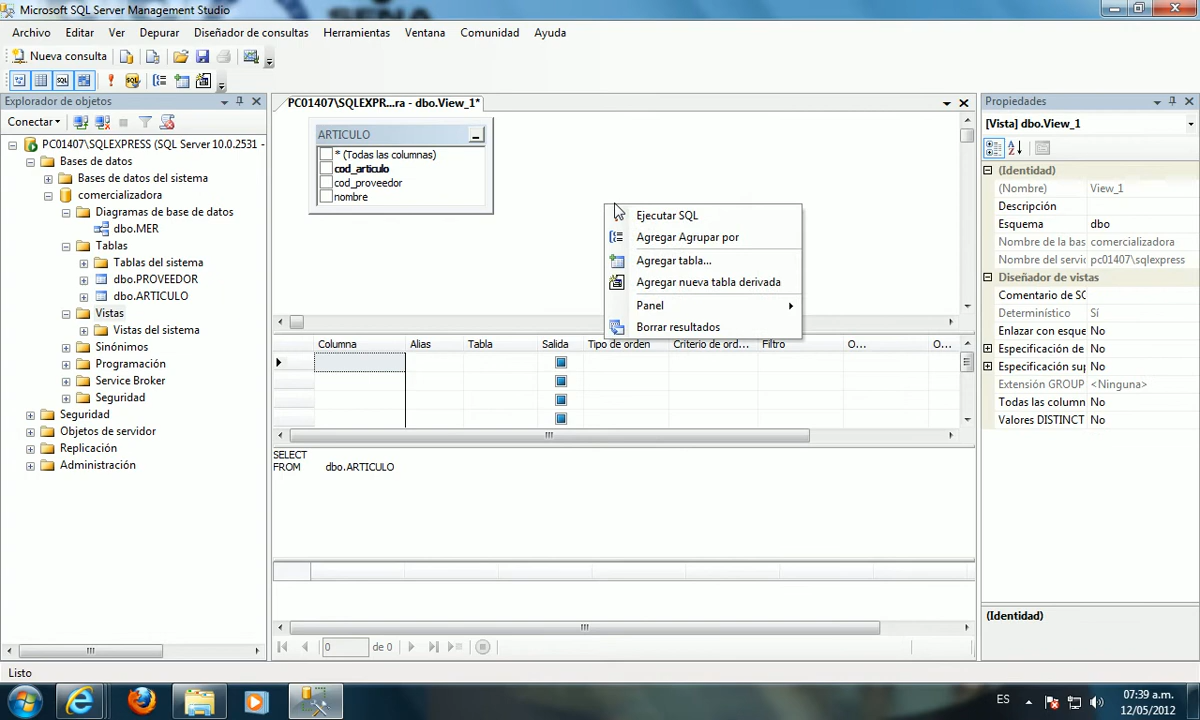 Microsoft SQL Server Management Studio
Archivo Editar Ver Depurar Diseñador de consultas Herramientas Ventana Comunidad Ayuda
Nueva consulta
Explorador de objetos
Conectar
PC01407\SQLEXPRESS (SQL Server 10.0.2531 -
Bases de datos
Bases de datos del sistema
comercializadora
Diagramas de base de datos
dbo.MER
Tablas
Tablas del sistema
dbo.PROVEEDOR
dbo.ARTICULO
Vistas
Vistas del sistema
Sinónimos
Programación
Service Broker
Seguridad
Seguridad
Objetos de servidor
Replicación
Administración
PC01407\SQLEXPR...ra - dbo.View_1*
ARTICULO
* (Todas las columnas)
cod_articulo
cod_proveedor
nombre
Ejecutar SQL
Agregar Agrupar por
Agregar tabla...
Agregar nueva tabla derivada
Panel
Borrar resultados
Columna Alias Tabla Salida Tipo de orden Criterio de ord... Filtro O... O...
SELECT
FROM dbo.ARTICULO
0 de 0
Propiedades
[Vista] dbo.View_1
(Identidad)
(Nombre) View_1
Descripción
Esquema dbo
Nombre de la bas comercializadora
Nombre del servic pc01407\sqlexpress
Diseñador de vistas
Comentario de SC
Determinístico Sí
Enlazar con esque No
Especificación de No
Especificación sup No
Extensión GROUP <Ninguna>
Todas las column No
Valores DISTINCT No
(Identidad)
Listo
ES
07:39 a.m.
12/05/2012